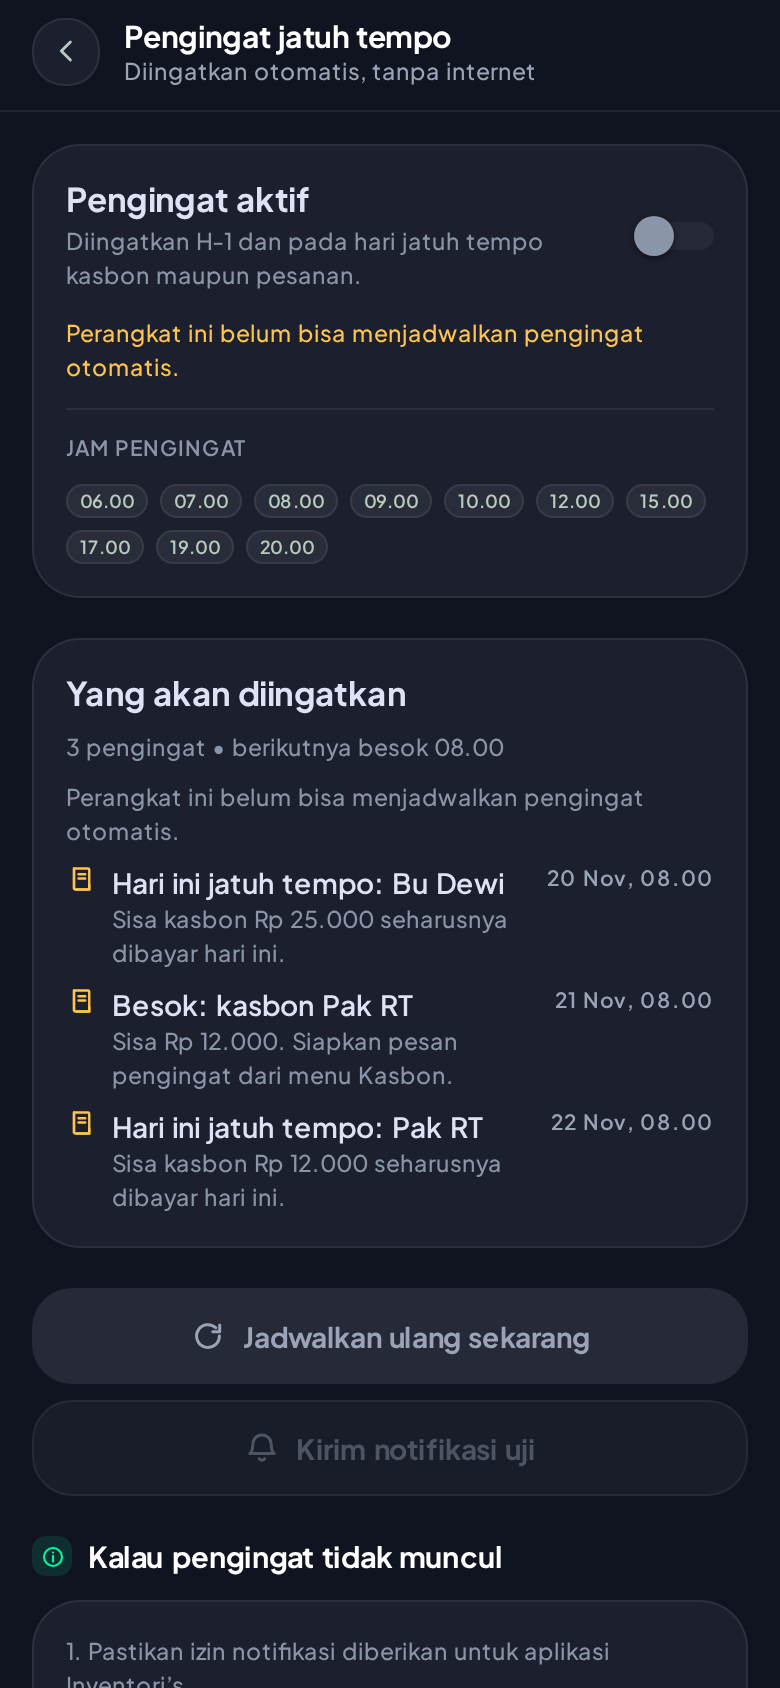 Pengingat jatuh tempo
Diingatkan otomatis, tanpa internet
Pengingat aktif
Diingatkan H-1 dan pada hari jatuh tempo
kasbon maupun pesanan.
Perangkat ini belum bisa menjadwalkan pengingat
otomatis.
JAM PENGINGAT
06.00 07.00 08.00 09.00 10.00 12.00 15.00
17.00 19.00 20.00
Yang akan diingatkan
3 pengingat • berikutnya besok 08.00
Perangkat ini belum bisa menjadwalkan pengingat
otomatis.
Hari ini jatuh tempo: Bu Dewi 20 Nov, 08.00
Sisa kasbon Rp 25.000 seharusnya
dibayar hari ini.
Besok: kasbon Pak RT 21 Nov, 08.00
Sisa Rp 12.000. Siapkan pesan
pengingat dari menu Kasbon.
Hari ini jatuh tempo: Pak RT 22 Nov, 08.00
Sisa kasbon Rp 12.000 seharusnya
dibayar hari ini.
Jadwalkan ulang sekarang
Kirim notifikasi uji
Kalau pengingat tidak muncul
1. Pastikan izin notifikasi diberikan untuk aplikasi
Inventori's